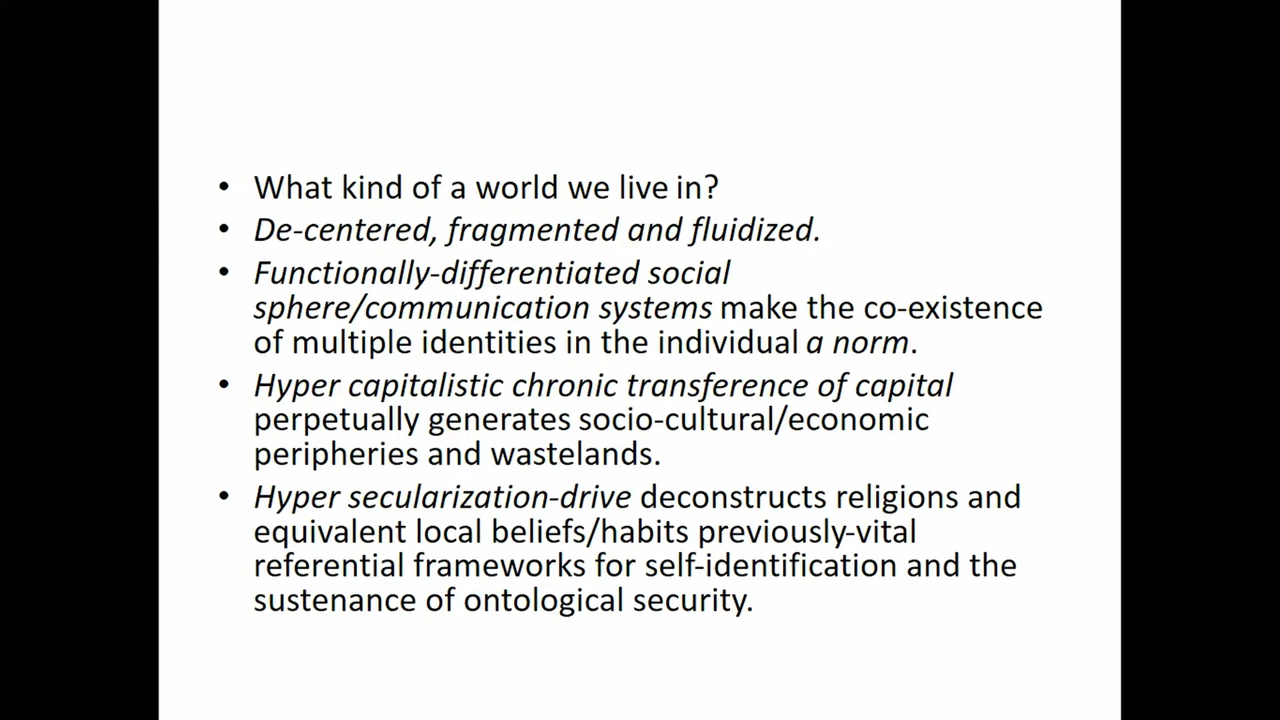 • What kind of a world we live in?
• De-centered, fragmented and fluidized.
• Functionally-differentiated social
sphere/communication systems make the co-existence
of multiple identities in the individual a norm.
• Hyper capitalistic chronic transference of capital
perpetually generates socio-cultural/economic
peripheries and wastelands.
• Hyper secularization-drive deconstructs religions and
equivalent local beliefs/habits previously-vital
referential frameworks for self-identification and the
sustenance of ontological security.